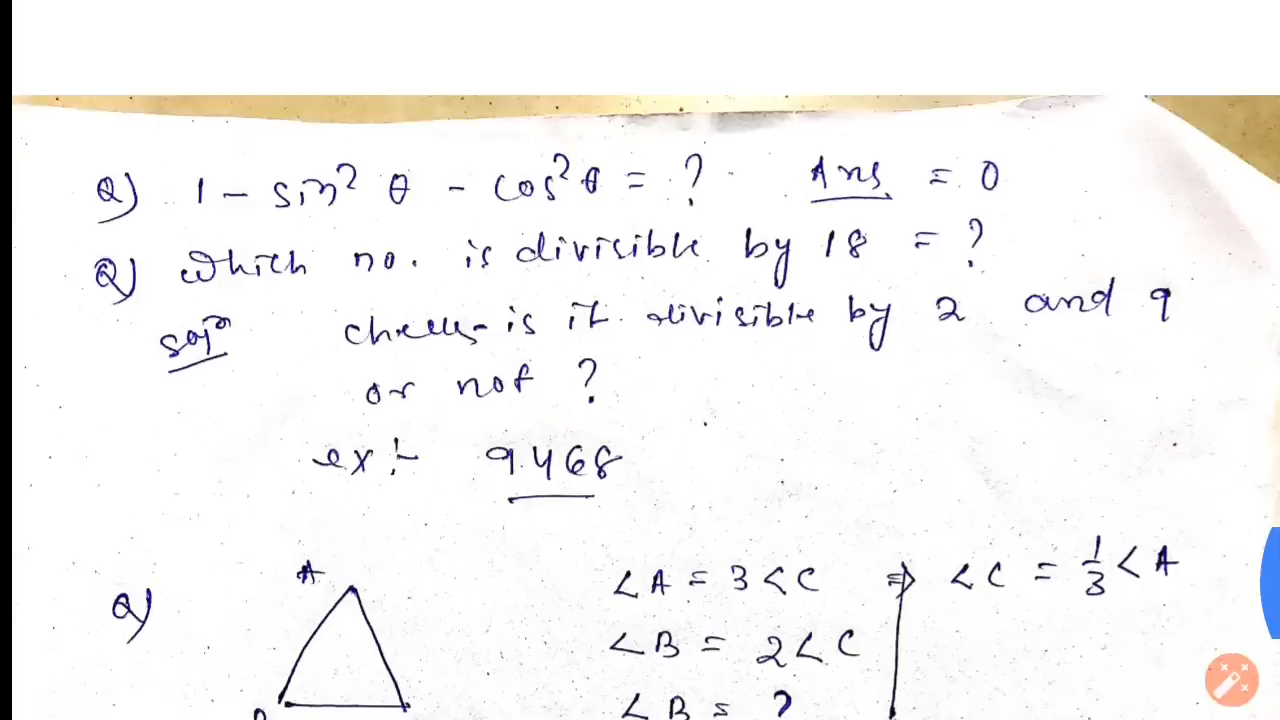 Q) 1 - sin² θ - cos² θ = ? Ans = 0
Q) Which no. is divisible by 18 = ?
Solⁿ check is it divisible by 2 and 9
or not ?
ex :- 9468
Q) A ∠A = 3∠C ⇒ ∠C = 1/3 ∠A
∠B = 2∠C
∠B = ?